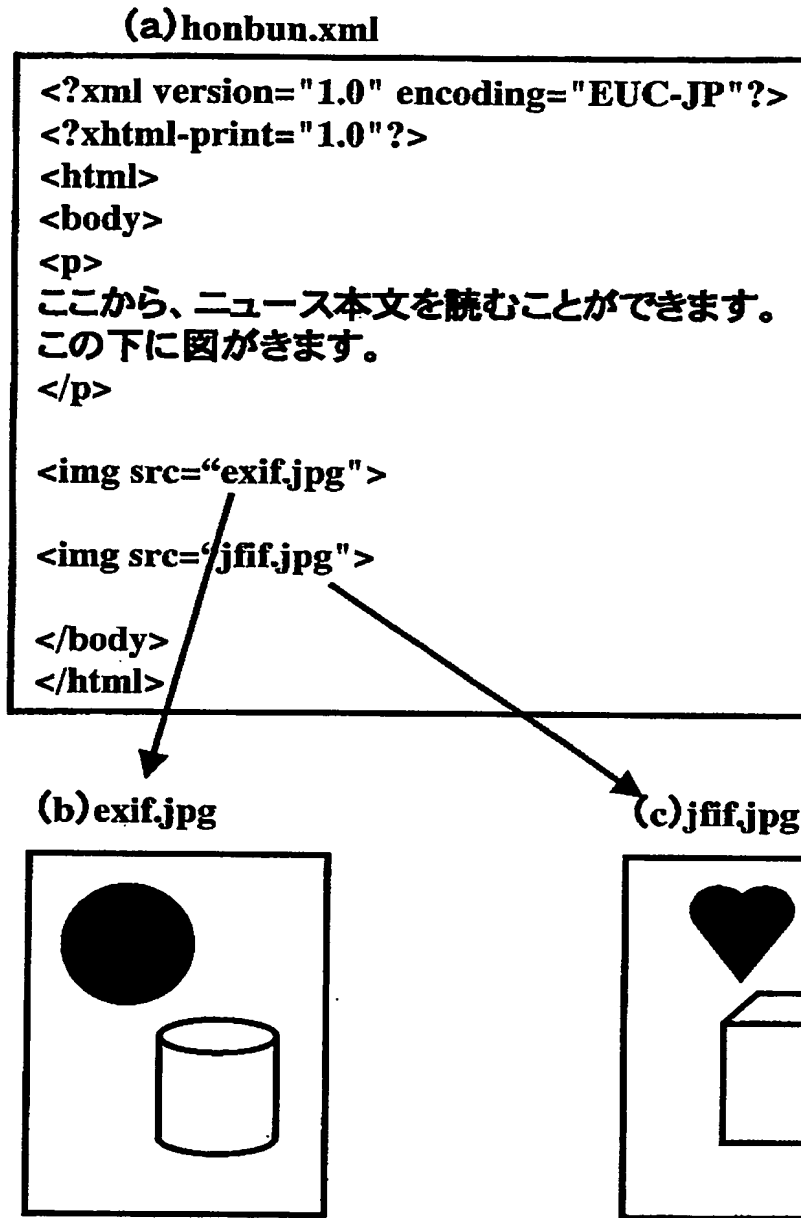 (a)honbun.xml
<?xml version="1.0" encoding="EUC-JP"?>
<?xhtml-print="1.0"?>
<html>
<body>
<p>
ここから、ニュース本文を読むことができます。
この下に図がきます。
</p>
<img src=“exif.jpg">
<img src=“jfif.jpg">
</body>
</html>
(b)exif.jpg
(c)jfif.jpg